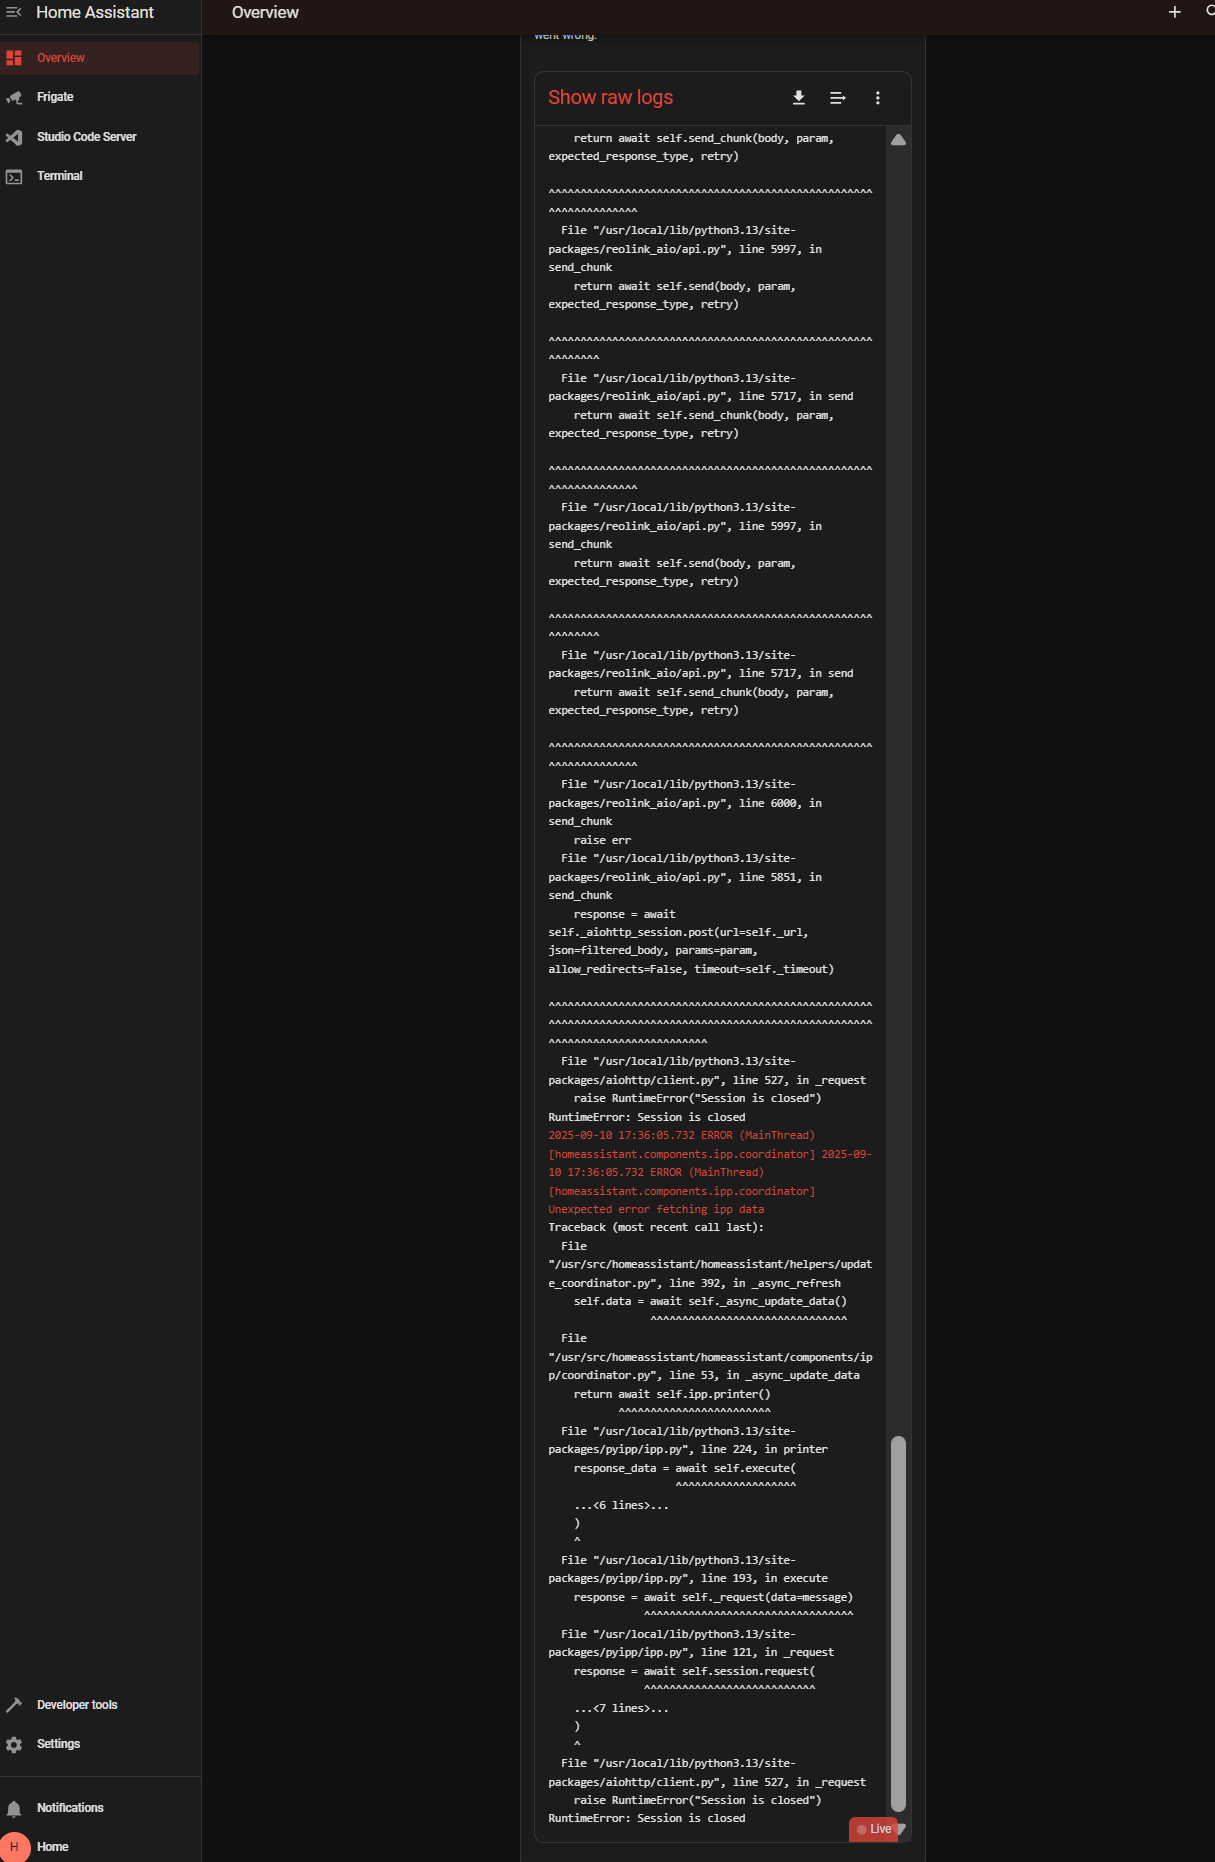 Home Assistant
Overview
Overview
Frigate
Studio Code Server
Terminal
went wrong.
Show raw logs
    return await self.send_chunk(body, param,
expected_response_type, retry)
^^^^^^^^^^^^^^^^^^^^^^^^^^^^^^^^^^^^^^^^^^^^^^^^^^^
^^^^^^^^^^^^^^
  File "/usr/local/lib/python3.13/site-
packages/reolink_aio/api.py", line 5997, in
send_chunk
    return await self.send(body, param,
expected_response_type, retry)
^^^^^^^^^^^^^^^^^^^^^^^^^^^^^^^^^^^^^^^^^^^^^^^^^^^
^^^^^^^^
  File "/usr/local/lib/python3.13/site-
packages/reolink_aio/api.py", line 5717, in send
    return await self.send_chunk(body, param,
expected_response_type, retry)
^^^^^^^^^^^^^^^^^^^^^^^^^^^^^^^^^^^^^^^^^^^^^^^^^^^
^^^^^^^^^^^^^^
  File "/usr/local/lib/python3.13/site-
packages/reolink_aio/api.py", line 5997, in
send_chunk
    return await self.send(body, param,
expected_response_type, retry)
^^^^^^^^^^^^^^^^^^^^^^^^^^^^^^^^^^^^^^^^^^^^^^^^^^^
^^^^^^^^
  File "/usr/local/lib/python3.13/site-
packages/reolink_aio/api.py", line 5717, in send
    return await self.send_chunk(body, param,
expected_response_type, retry)
^^^^^^^^^^^^^^^^^^^^^^^^^^^^^^^^^^^^^^^^^^^^^^^^^^^
^^^^^^^^^^^^^^
  File "/usr/local/lib/python3.13/site-
packages/reolink_aio/api.py", line 6000, in
send_chunk
    raise err
  File "/usr/local/lib/python3.13/site-
packages/reolink_aio/api.py", line 5851, in
send_chunk
    response = await
self._aiohttp_session.post(url=self._url,
json=filtered_body, params=param,
allow_redirects=False, timeout=self._timeout)
^^^^^^^^^^^^^^^^^^^^^^^^^^^^^^^^^^^^^^^^^^^^^^^^^^^
^^^^^^^^^^^^^^^^^^^^^^^^^^^^^^^^^^^^^^^^^^^^^^^^^^^
^^^^^^^^^^^^^^^^^^^^^^^^^
  File "/usr/local/lib/python3.13/site-
packages/aiohttp/client.py", line 527, in _request
    raise RuntimeError("Session is closed")
RuntimeError: Session is closed
2025-09-10 17:36:05.732 ERROR (MainThread)
[homeassistant.components.ipp.coordinator] 2025-09-
10 17:36:05.732 ERROR (MainThread)
[homeassistant.components.ipp.coordinator]
Unexpected error fetching ipp data
Traceback (most recent call last):
  File
"/usr/src/homeassistant/homeassistant/helpers/updat
e_coordinator.py", line 392, in _async_refresh
    self.data = await self._async_update_data()
                ^^^^^^^^^^^^^^^^^^^^^^^^^^^^^^^
  File
"/usr/src/homeassistant/homeassistant/components/ip
p/coordinator.py", line 53, in _async_update_data
    return await self.ipp.printer()
           ^^^^^^^^^^^^^^^^^^^^^^^^
  File "/usr/local/lib/python3.13/site-
packages/pyipp/ipp.py", line 224, in printer
    response_data = await self.execute(
                    ^^^^^^^^^^^^^^^^^^^
    ...<6 lines>...
    )
    ^
  File "/usr/local/lib/python3.13/site-
packages/pyipp/ipp.py", line 193, in execute
    response = await self._request(data=message)
               ^^^^^^^^^^^^^^^^^^^^^^^^^^^^^^^^^
  File "/usr/local/lib/python3.13/site-
packages/pyipp/ipp.py", line 121, in _request
    response = await self.session.request(
               ^^^^^^^^^^^^^^^^^^^^^^^^^^^
    ...<7 lines>...
    )
    ^
  File "/usr/local/lib/python3.13/site-
packages/aiohttp/client.py", line 527, in _request
    raise RuntimeError("Session is closed")
RuntimeError: Session is closed
Live
Developer tools
Settings
Notifications
H
Home